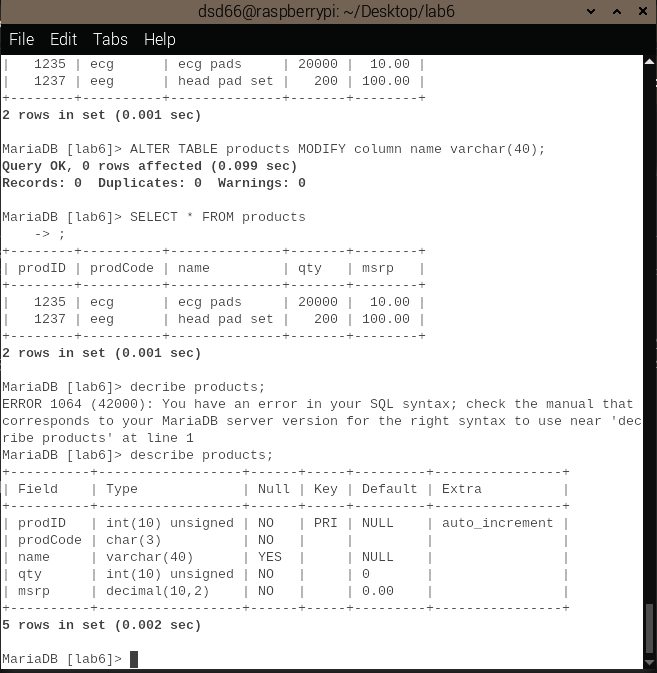 dsd66@raspberrypi: ~/Desktop/lab6
File Edit Tabs Help
|   1235 | ecg      | ecg pads     | 20000 |  10.00 |
|   1237 | eeg      | head pad set |   200 | 100.00 |
+--------+----------+--------------+-------+--------+
2 rows in set (0.001 sec)
MariaDB [lab6]> ALTER TABLE products MODIFY column name varchar(40);
Query OK, 0 rows affected (0.099 sec)
Records: 0  Duplicates: 0  Warnings: 0
MariaDB [lab6]> SELECT * FROM products
    -> ;
+--------+----------+--------------+-------+--------+
| prodID | prodCode | name         | qty   | msrp   |
+--------+----------+--------------+-------+--------+
|   1235 | ecg      | ecg pads     | 20000 |  10.00 |
|   1237 | eeg      | head pad set |   200 | 100.00 |
+--------+----------+--------------+-------+--------+
2 rows in set (0.001 sec)
MariaDB [lab6]> decribe products;
ERROR 1064 (42000): You have an error in your SQL syntax; check the manual that
corresponds to your MariaDB server version for the right syntax to use near 'dec
ribe products' at line 1
MariaDB [lab6]> describe products;
+----------+------------------+------+-----+---------+----------------+
| Field    | Type             | Null | Key | Default | Extra          |
+----------+------------------+------+-----+---------+----------------+
| prodID   | int(10) unsigned | NO   | PRI | NULL    | auto_increment |
| prodCode | char(3)          | NO   |     |         |                |
| name     | varchar(40)      | YES  |     | NULL    |                |
| qty      | int(10) unsigned | NO   |     | 0       |                |
| msrp     | decimal(10,2)    | NO   |     | 0.00    |                |
+----------+------------------+------+-----+---------+----------------+
5 rows in set (0.002 sec)
MariaDB [lab6]>